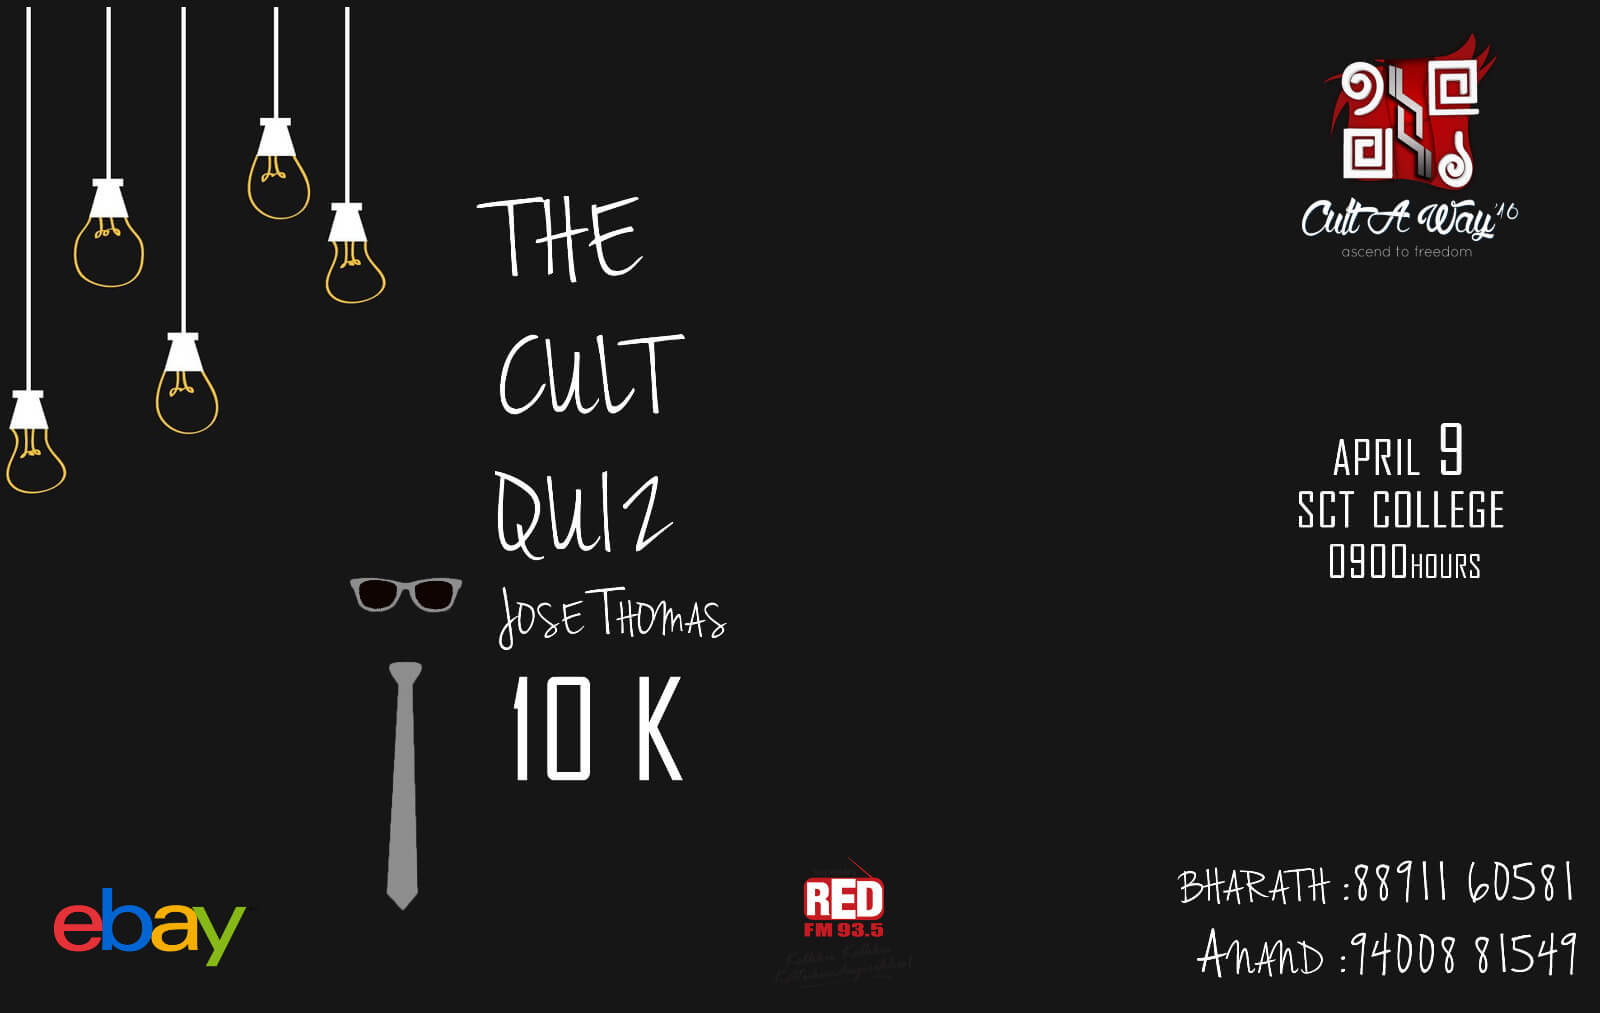 THE
CULT
QUIZ
JOSE THOMAS
10 K
Cult A Way '16
ascend to freedom
APRIL 9
SCT COLLEGE
0900HOURS
ebay
RED
FM 93.5
BHARATH :88911 60581
ANAND :94008 81549